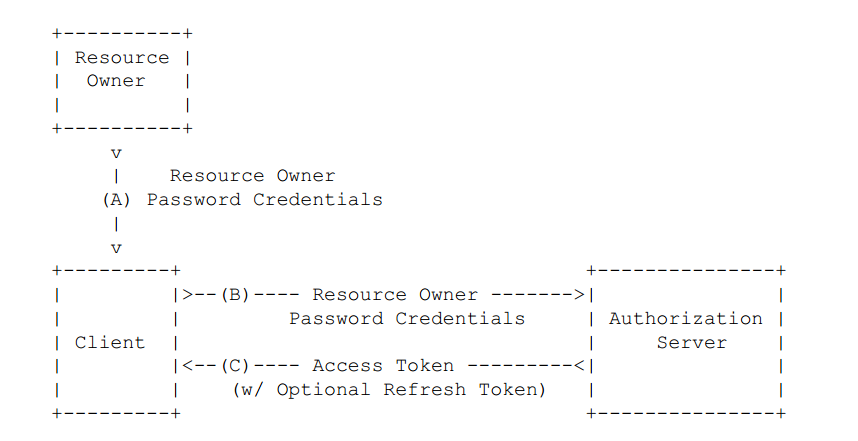 +----------+
| Resource |
|  Owner   |
|          |
+----------+
     v
     |    Resource Owner
    (A) Password Credentials
     |
     v
+---------+                                  +---------------+
|         |>--(B)---- Resource Owner ------->|               |
|         |         Password Credentials     | Authorization |
| Client  |                                  |     Server    |
|         |<--(C)---- Access Token ---------<|               |
|         |    (w/ Optional Refresh Token)   |               |
+---------+                                  +---------------+